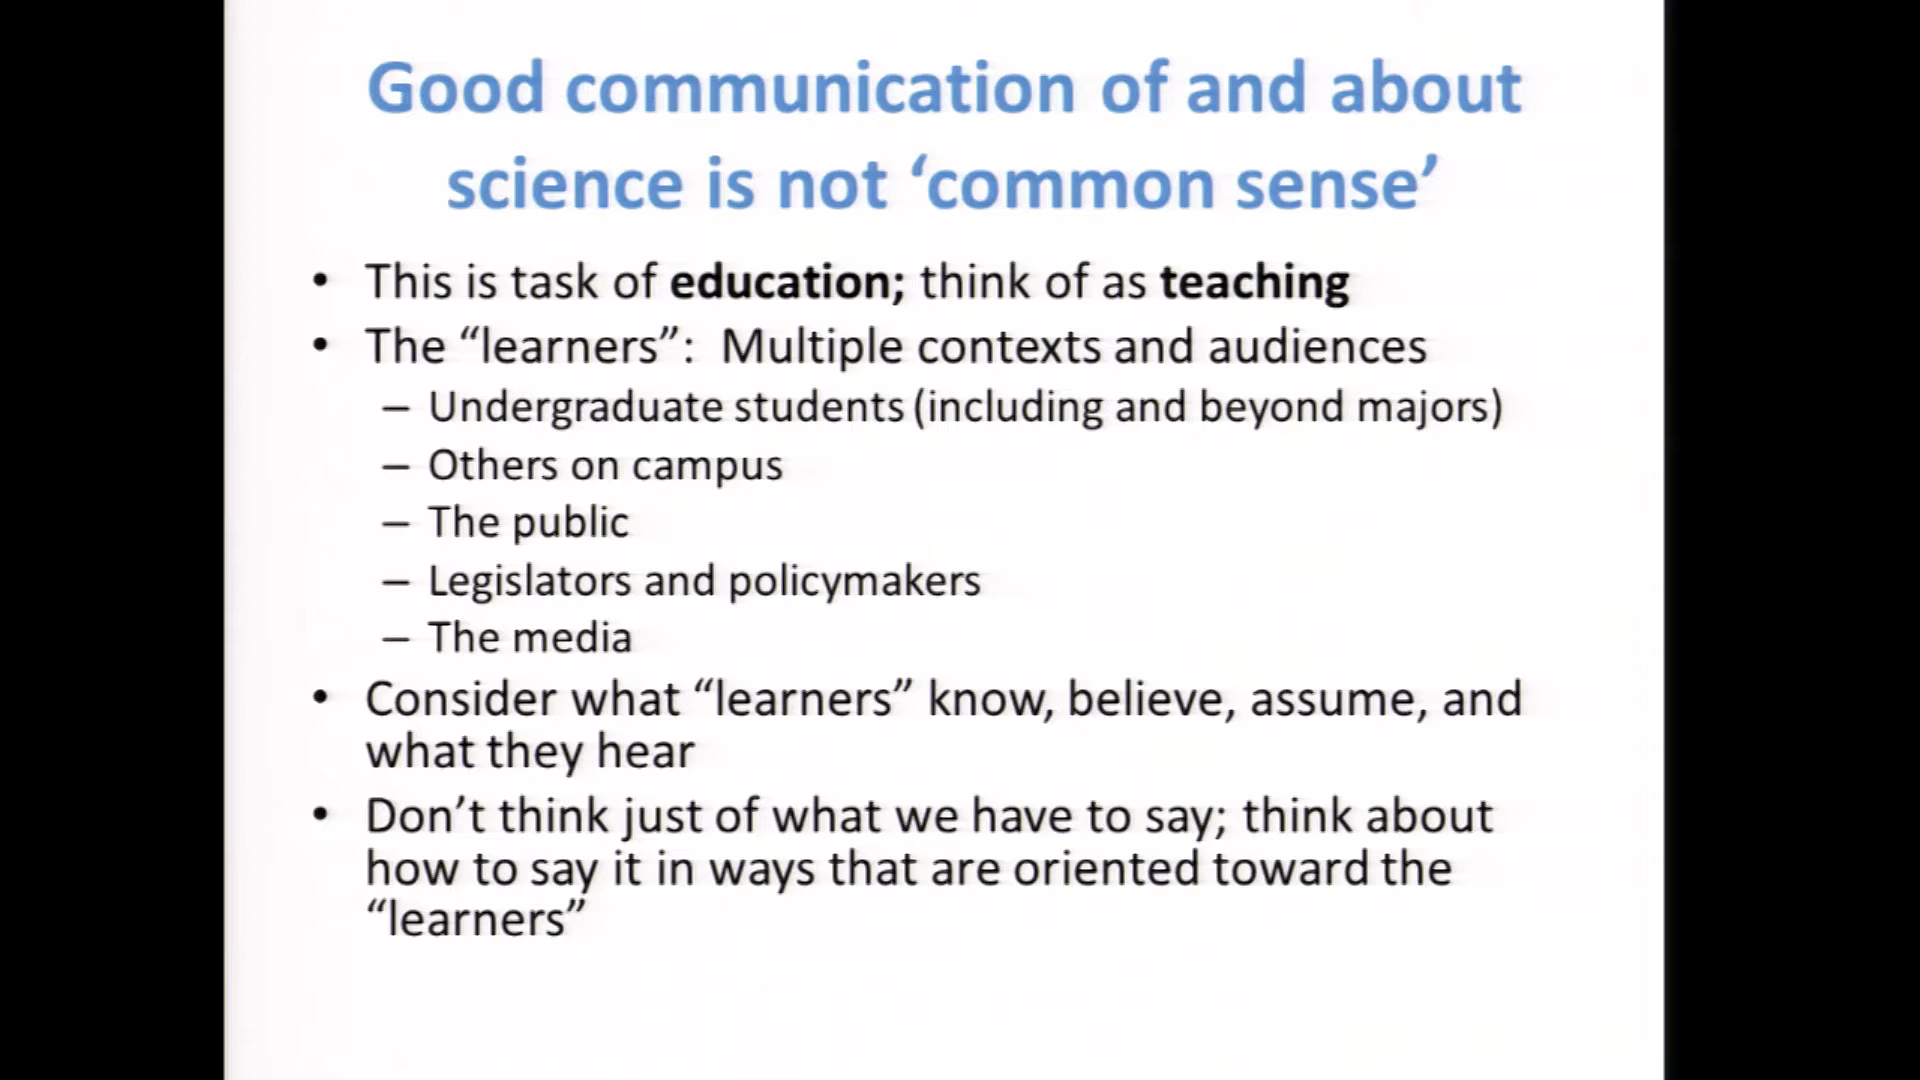 Good communication of and about
science is not ‘common sense’
• This is task of education; think of as teaching
• The “learners”:  Multiple contexts and audiences
– Undergraduate students (including and beyond majors)
– Others on campus
– The public
– Legislators and policymakers
– The media
• Consider what “learners” know, believe, assume, and
what they hear
• Don’t think just of what we have to say; think about
how to say it in ways that are oriented toward the
“learners”